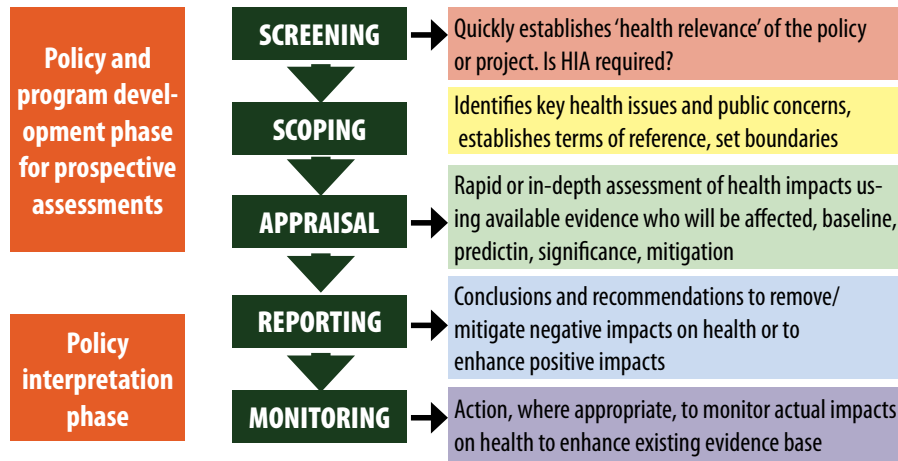 Policy and
program devel-
opment phase
for prospective
assessments
Policy
interpretation
phase
SCREENING
Quickly establishes ‘health relevance’ of the policy
or project. Is HIA required?
SCOPING
Identifies key health issues and public concerns,
establishes terms of reference, set boundaries
APPRAISAL
Rapid or in-depth assessment of health impacts us-
ing available evidence who will be affected, baseline,
predictin, significance, mitigation
REPORTING
Conclusions and recommendations to remove/
mitigate negative impacts on health or to
enhance positive impacts
MONITORING
Action, where appropriate, to monitor actual impacts
on health to enhance existing evidence base